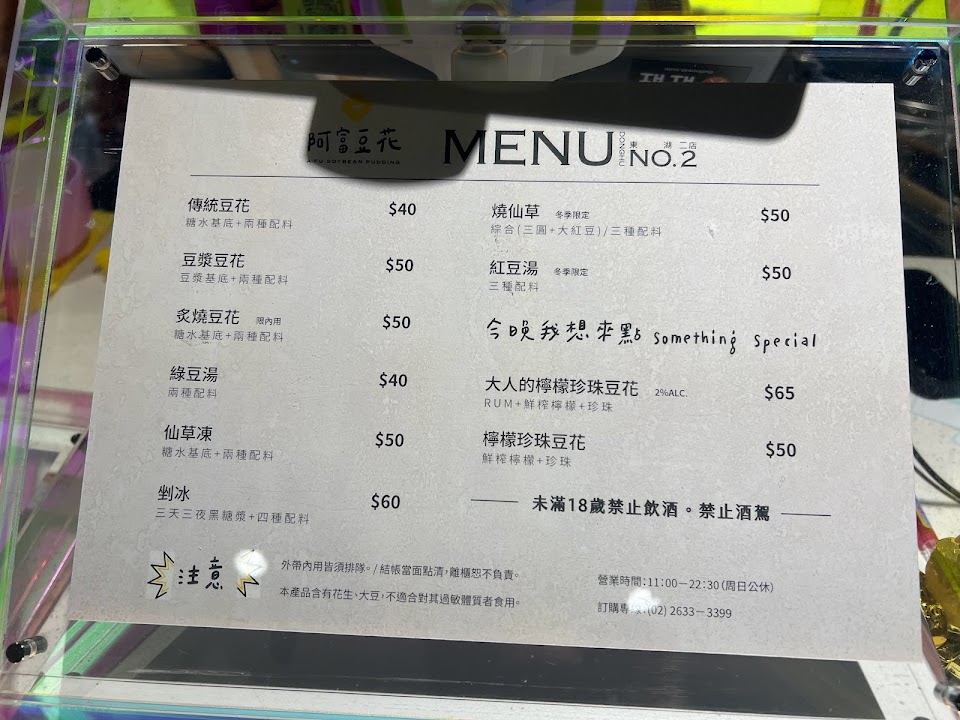 阿富豆花
MENU
DONGHU
東湖二店
NO.2
傳統豆花 $40
糖水基底+兩種配料
豆漿豆花 $50
豆漿基底+兩種配料
炙燒豆花 限內用 $50
糖水基底+兩種配料
綠豆湯 $40
兩種配料
仙草凍 $50
糖水基底+兩種配料
剉冰 $60
三天三夜黑糖漿+四種配料
燒仙草 冬季限定 $50
綜合(三圓+大紅豆)/三種配料
紅豆湯 冬季限定 $50
三種配料
今晚我想來點 something special
大人的檸檬珍珠豆花 2%ALC. $65
RUM+鮮榨檸檬+珍珠
檸檬珍珠豆花 $50
鮮榨檸檬+珍珠
未滿18歲禁止飲酒。禁止酒駕
注意
外帶內用皆須排隊。/結帳當面點清,離櫃恕不負責。
本產品含有花生、大豆,不適合對其過敏體質者食用。
營業時間:11:00-22:30(周日公休)
訂購專線:(02) 2633-3399